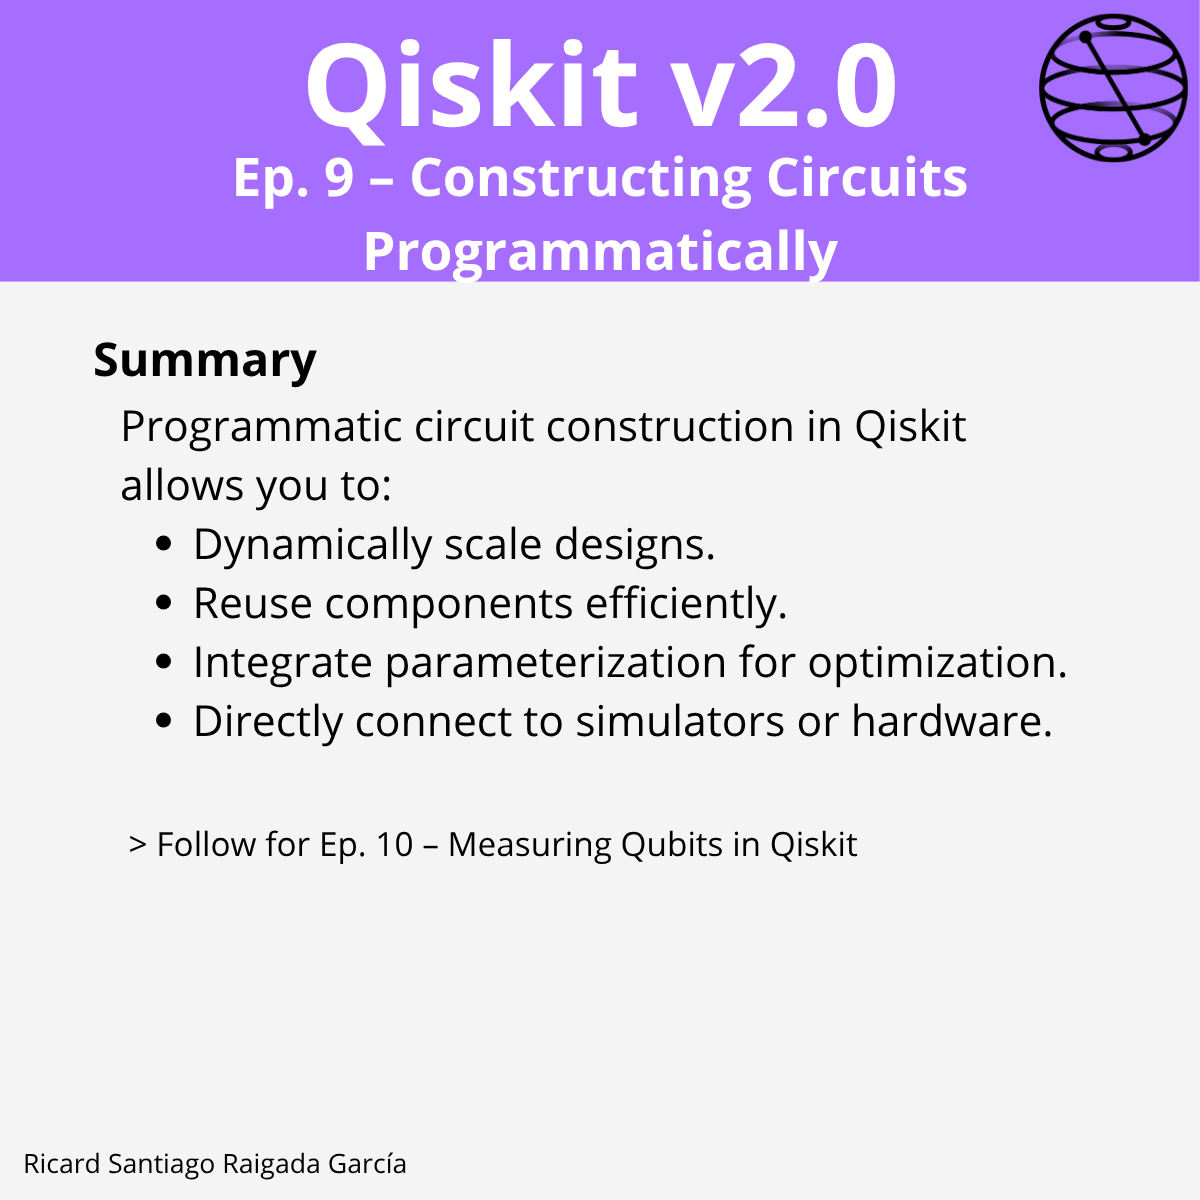 Qiskit v2.0
Ep. 9 – Constructing Circuits
Programmatically
Summary
Programmatic circuit construction in Qiskit
allows you to:
• Dynamically scale designs.
• Reuse components efficiently.
• Integrate parameterization for optimization.
• Directly connect to simulators or hardware.
> Follow for Ep. 10 – Measuring Qubits in Qiskit
Ricard Santiago Raigada García